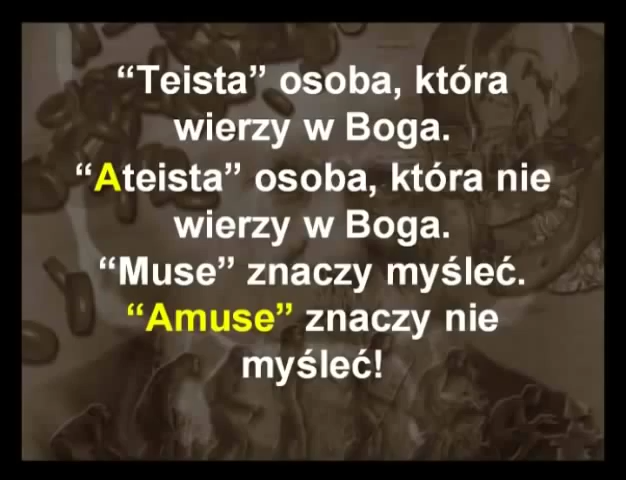 “Teista” osoba, która
wierzy w Boga.
“Ateista” osoba, która nie
wierzy w Boga.
“Muse” znaczy myśleć.
“Amuse” znaczy nie
myśleć!